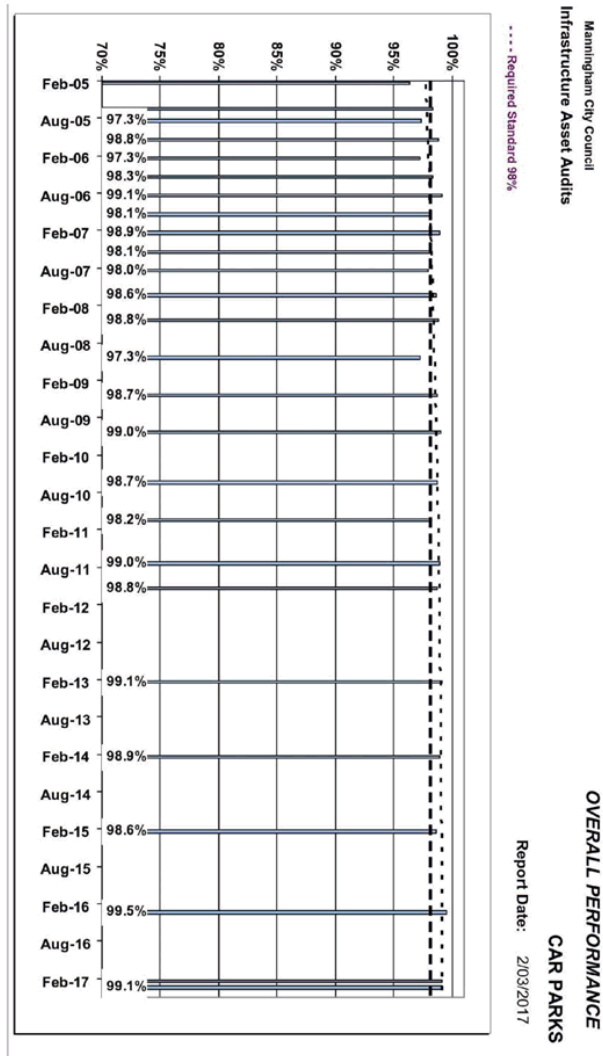 Manningham City Council
Infrastructure Asset Audits
OVERALL PERFORMANCE
CAR PARKS
Report Date: 2/03/2017
---- Required Standard 98%
100%
95%
90%
85%
80%
75%
70%
97.3%
98.8%
97.3%
98.3%
99.1%
98.1%
98.9%
98.1%
98.0%
98.6%
98.8%
97.3%
98.7%
99.0%
98.7%
98.2%
99.0%
98.8%
99.1%
98.9%
98.6%
99.5%
99.1%
Feb-05
Aug-05
Feb-06
Aug-06
Feb-07
Aug-07
Feb-08
Aug-08
Feb-09
Aug-09
Feb-10
Aug-10
Feb-11
Aug-11
Feb-12
Aug-12
Feb-13
Aug-13
Feb-14
Aug-14
Feb-15
Aug-15
Feb-16
Aug-16
Feb-17